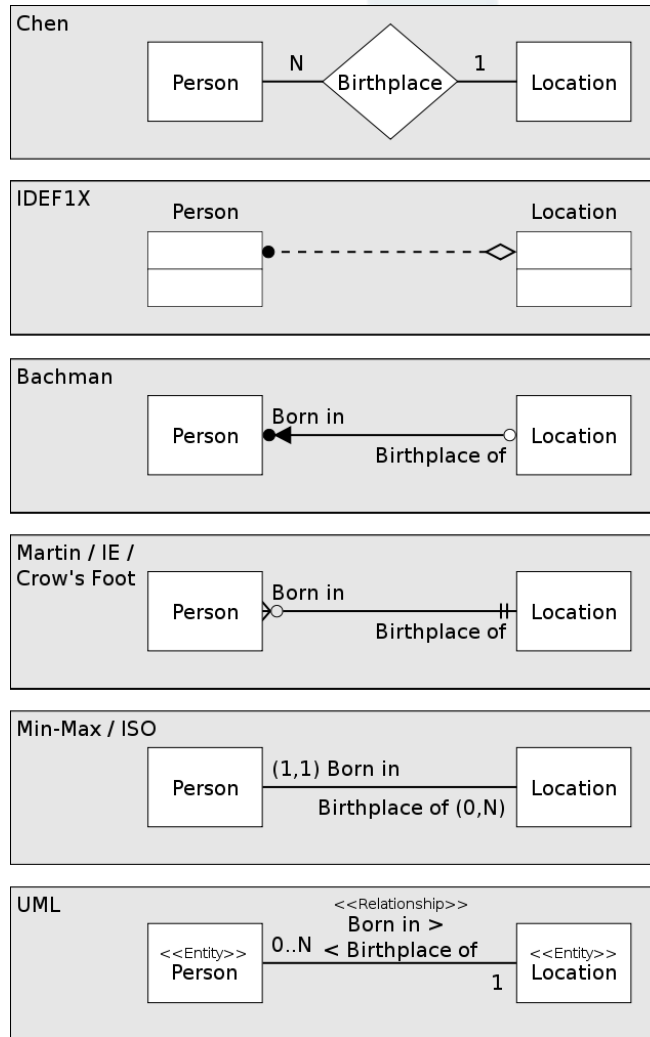 Chen
Person
N
Birthplace
1
Location
IDEF1X
Person
Location
Bachman
Person
Born in
Birthplace of
Location
Martin / IE /
Crow's Foot
Person
Born in
Birthplace of
Location
Min-Max / ISO
Person
(1,1) Born in
Birthplace of (0,N)
Location
UML
<<Entity>>
Person
0..N
<<Relationship>>
Born in >
< Birthplace of
1
<<Entity>>
Location